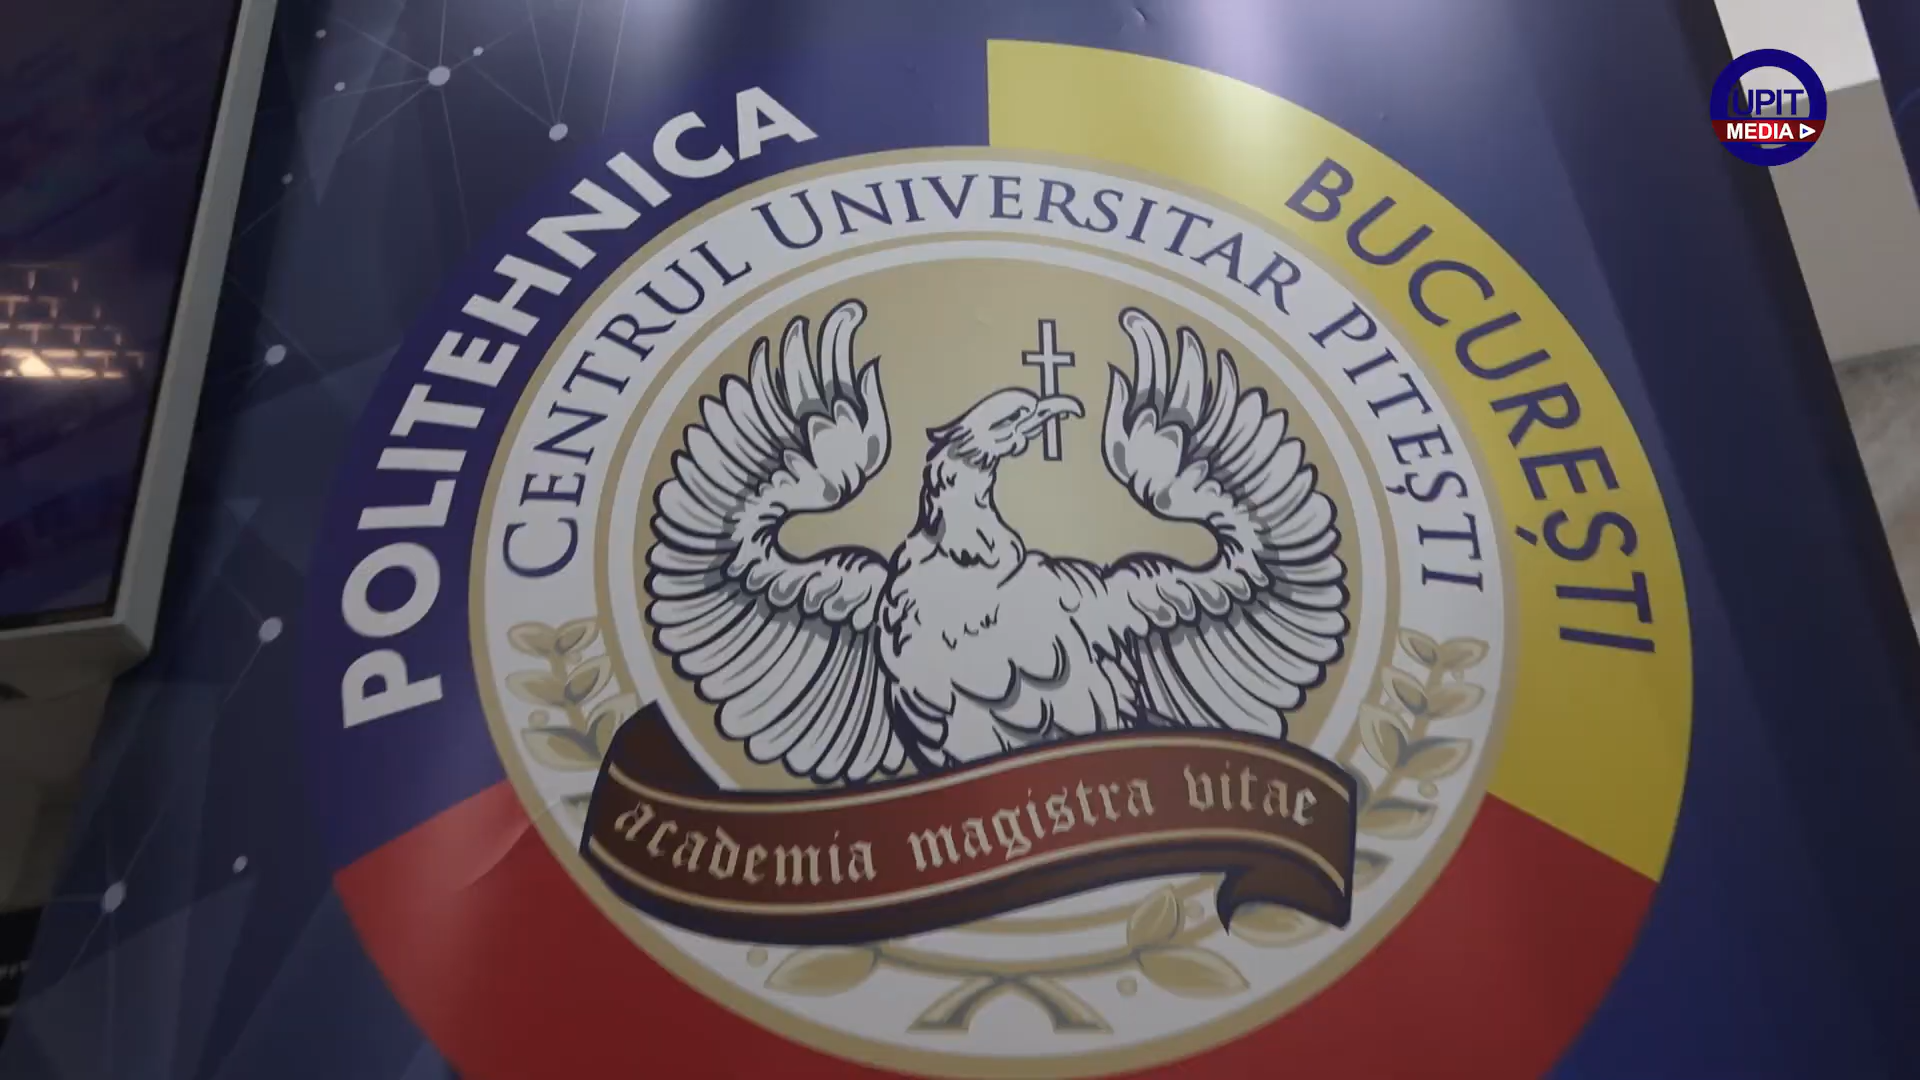 POLITEHNICA
BUCUREȘTI
CENTRUL UNIVERSITAR PITEȘTI
academia magistra vitae
UPIT
MEDIA